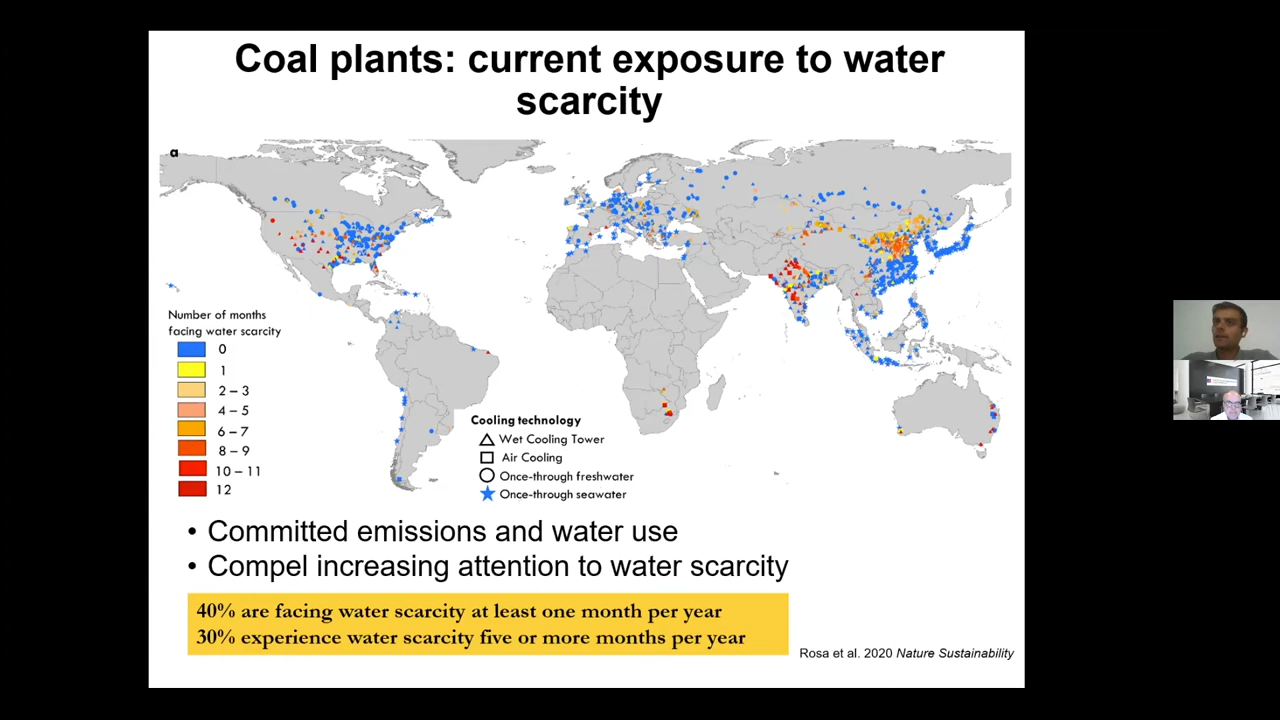 Coal plants: current exposure to water
scarcity
a
Number of months
facing water scarcity
0
1
2 – 3
4 – 5
6 – 7
8 – 9
10 – 11
12
Cooling technology
Wet Cooling Tower
Air Cooling
Once-through freshwater
Once-through seawater
• Committed emissions and water use
• Compel increasing attention to water scarcity
40% are facing water scarcity at least one month per year
30% experience water scarcity five or more months per year
Rosa et al. 2020 Nature Sustainability